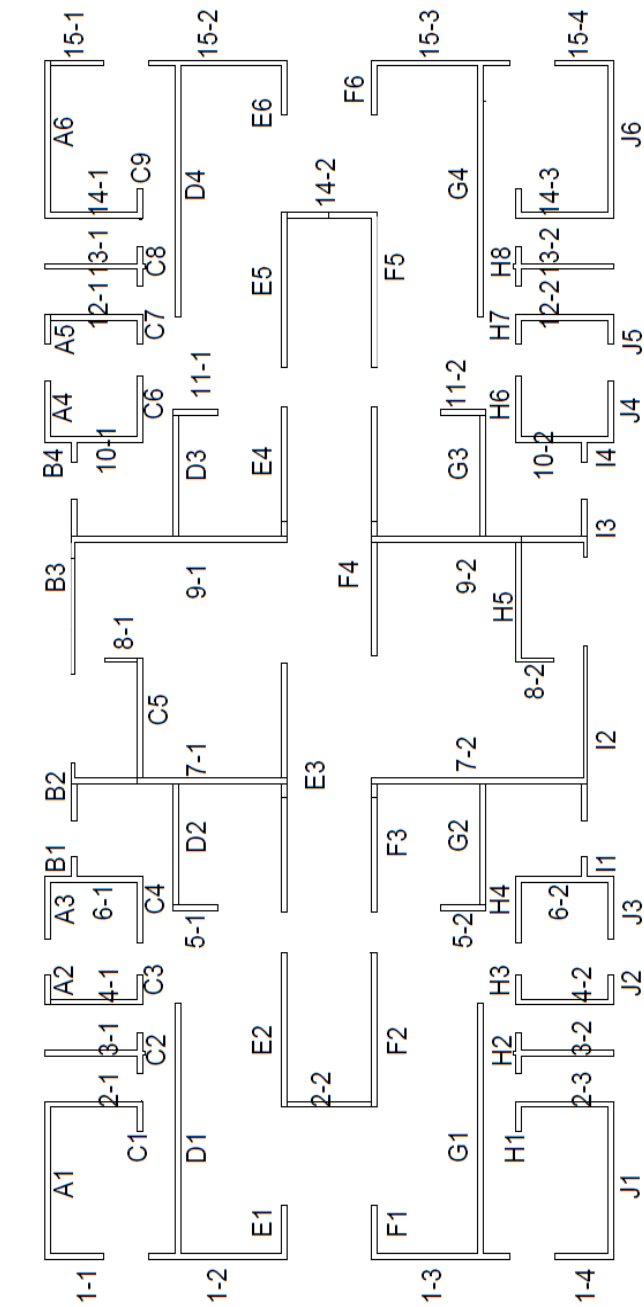 A1 A2 A3 B1 B2 B3 B4 A4 A5 A6
1-1 2-1 3-1 4-1 6-1 8-1 10-1 12-1 13-1 14-1 15-1
C1 C2 C3 C4 C5 C6 C7 C8 C9
1-2 D1 5-1 D2 7-1 9-1 D3 11-1 D4 15-2
E1 E2 E3 E4 E5 E6
2-2 14-2
F1 F2 F3 F4 F5 F6
1-3 G1 5-2 G2 7-2 9-2 G3 11-2 G4 15-3
H1 H2 H3 H4 H5 H6 H7 H8
1-4 2-3 3-2 4-2 6-2 8-2 10-2 12-2 13-2 14-3 15-4
J1 J2 J3 I1 I2 I3 I4 J4 J5 J6